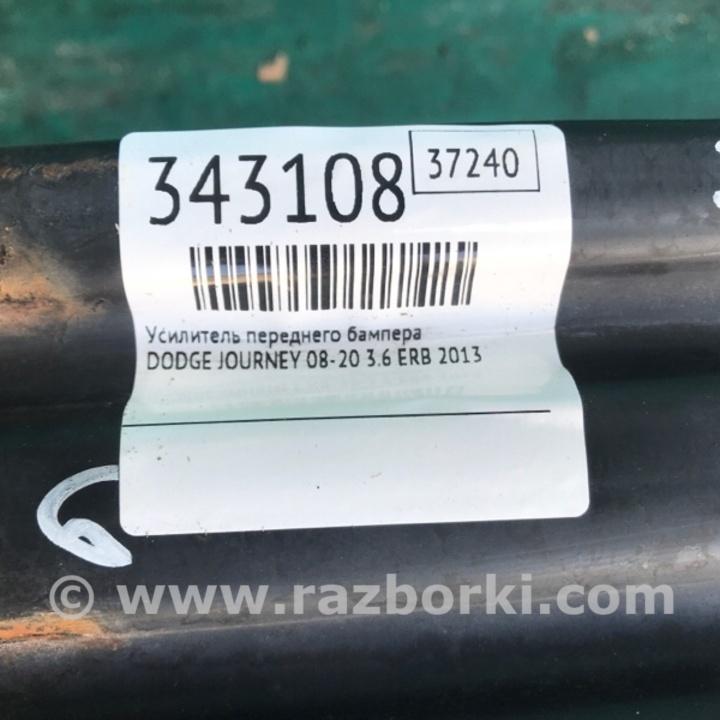 343108
37240
Усилитель переднего бампера
DODGE JOURNEY 08-20 3.6 ERB 2013
© www.razborki.com